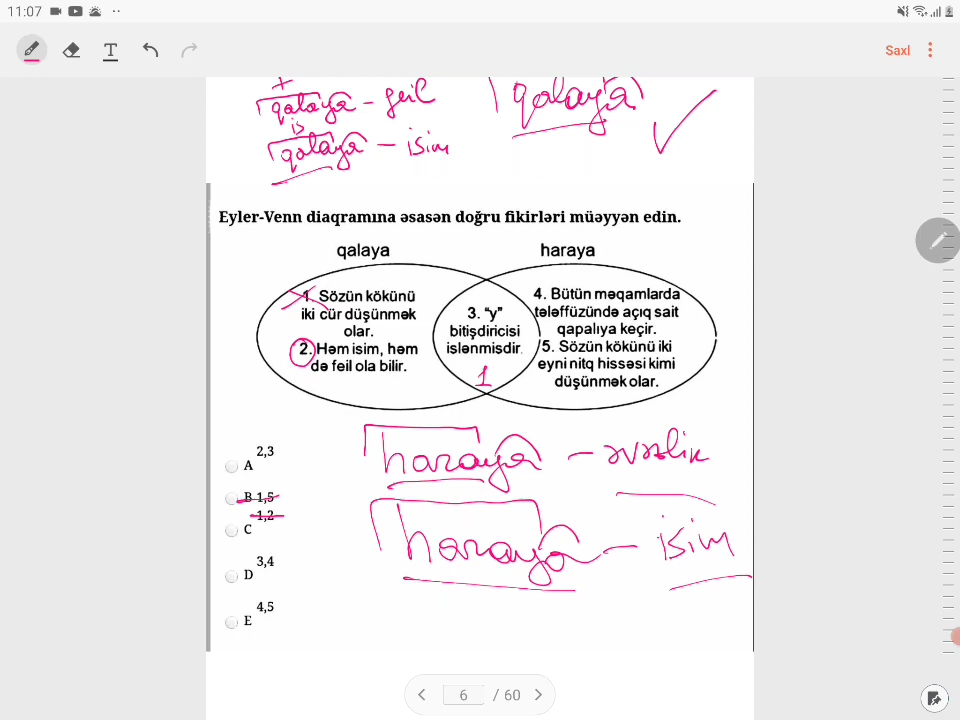 11:07
T
Saxl
qalaya - feil
qalaya
is
qalaya - isim
Eyler-Venn diaqramına əsasən doğru fikirləri müəyyən edin.
qalaya
haraya
1. Sözün kökünü
iki cür düşünmək
olar.
2. Həm isim, həm
də feil ola bilir.
3. “y”
bitişdiricisi
islənmisdir.
1
4. Bütün məqamlarda
tələffüzündə açıq sait
qapalıya keçir.
5. Sözün kökünü iki
eyni nitq hissəsi kimi
düşünmək olar.
A 2,3
B 1,5
C 1,2
D 3,4
E 4,5
haraya - əvəzlik
haraya - isim
6 / 60